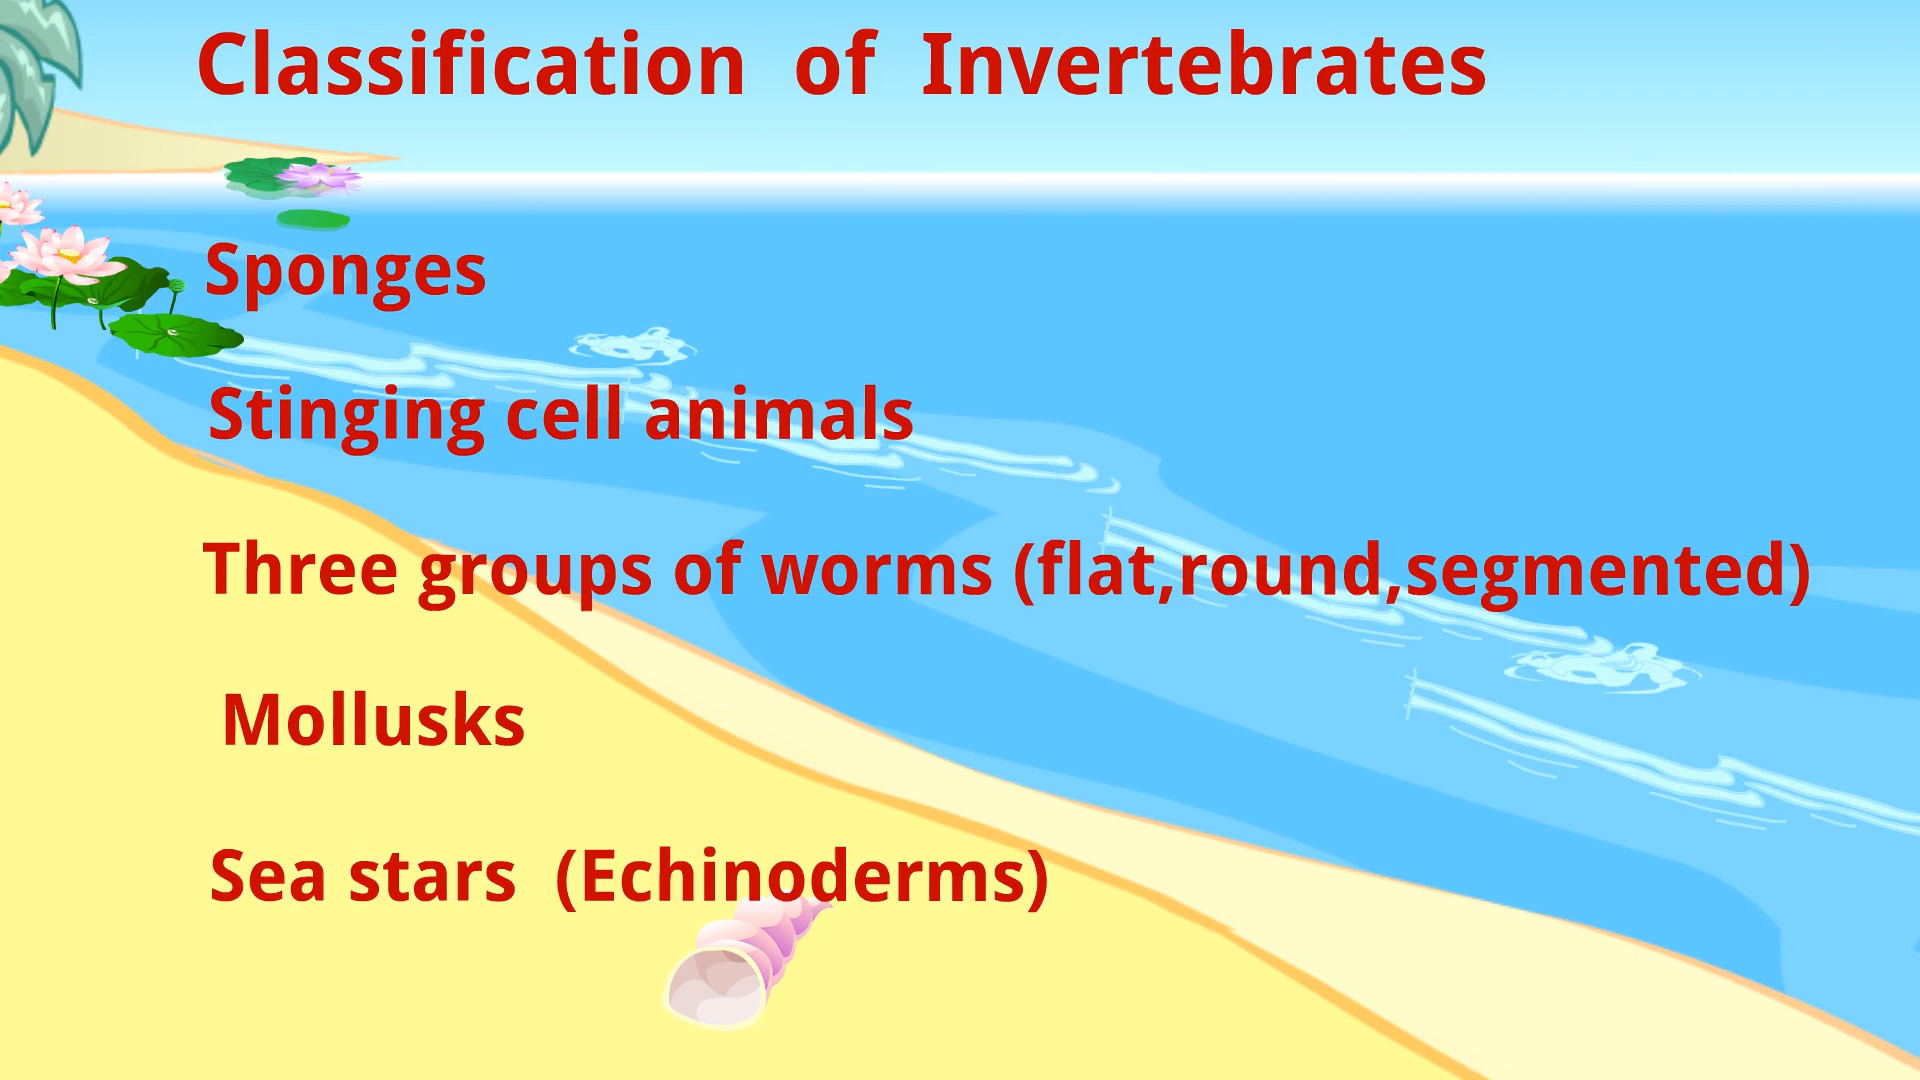 Classification of Invertebrates
Sponges
Stinging cell animals
Three groups of worms (flat,round,segmented)
Mollusks
Sea stars (Echinoderms)